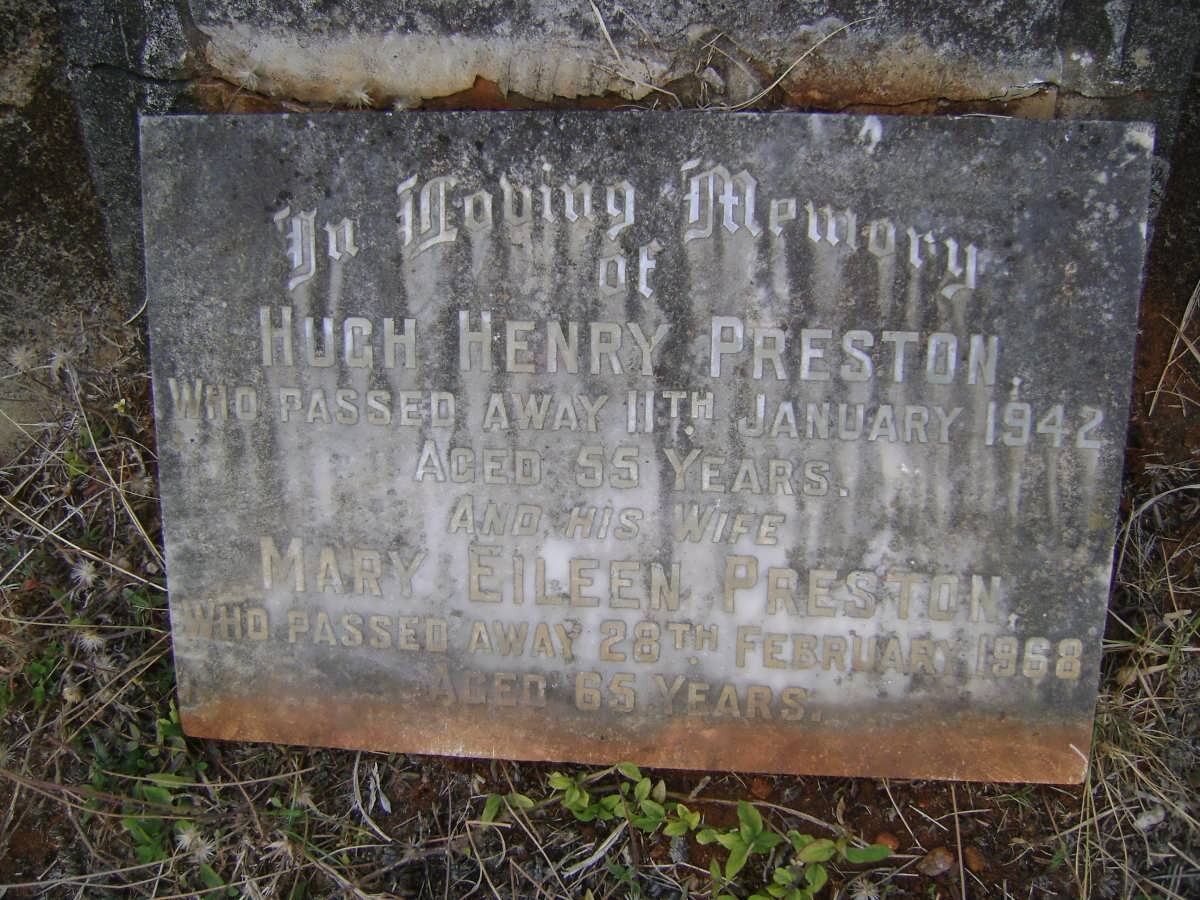 In Loving Memory
of
HUGH HENRY PRESTON,
WHO PASSED AWAY 11TH. JANUARY 1942
AGED 55 YEARS.
AND HIS WIFE
MARY EILEEN PRESTON,
WHO PASSED AWAY 28TH. FEBRUARY 1968
AGED 65 YEARS.